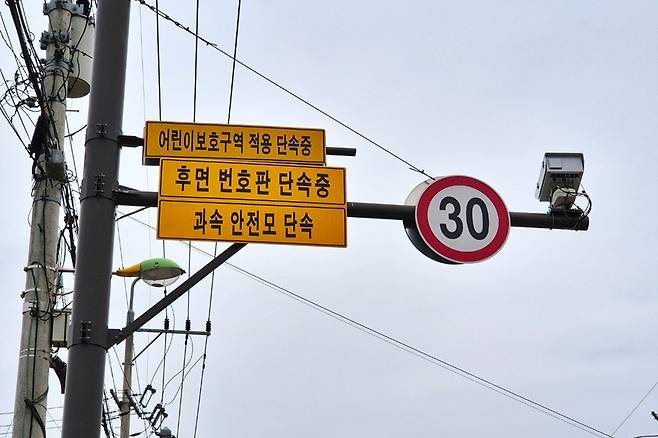 어린이보호구역 적용 단속중
후면 번호판 단속중
과속 안전모 단속
30